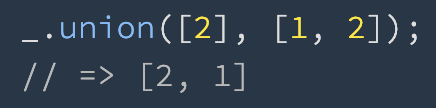 _.union([2], [1, 2]);
// => [2, 1]